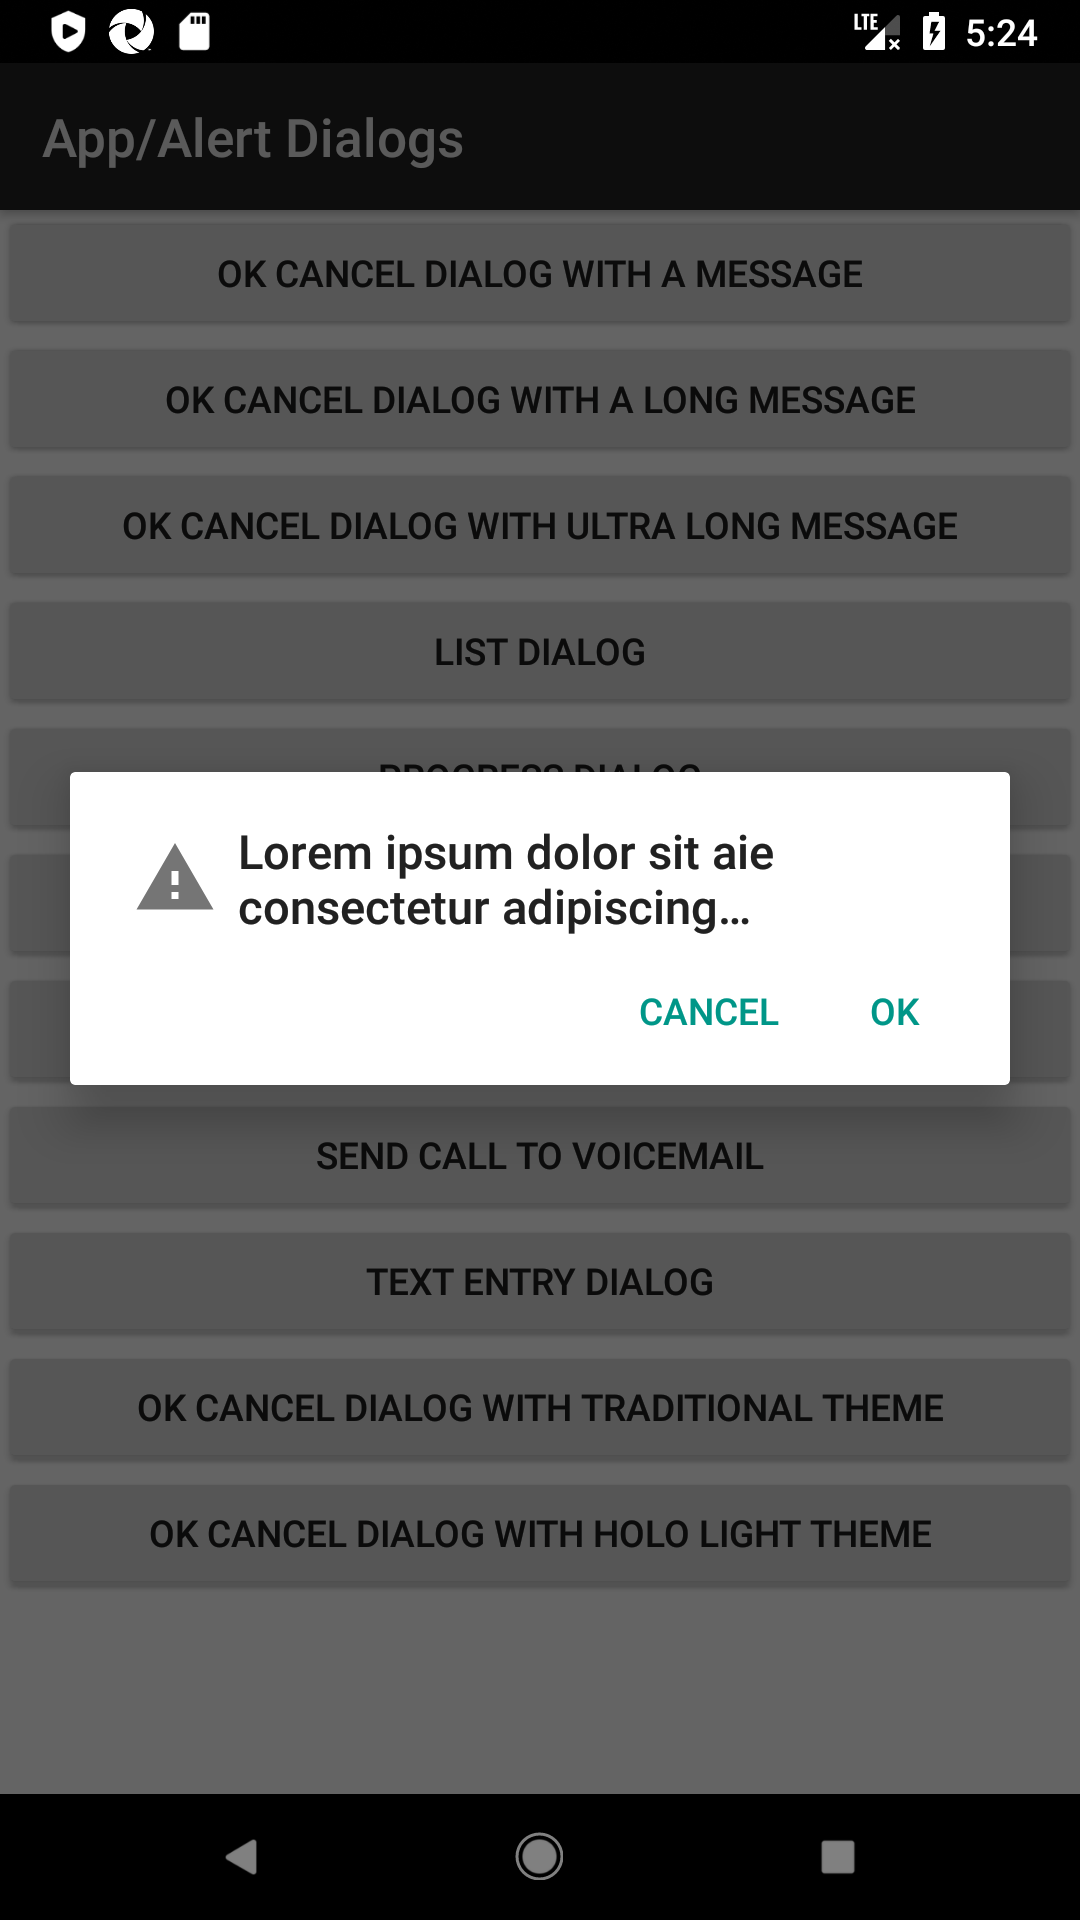 LTE 5:24
App/Alert Dialogs
OK CANCEL DIALOG WITH A MESSAGE
OK CANCEL DIALOG WITH A LONG MESSAGE
OK CANCEL DIALOG WITH ULTRA LONG MESSAGE
LIST DIALOG
PROGRESS DIALOG
Lorem ipsum dolor sit aie
consectetur adipiscing…
CANCEL OK
SEND CALL TO VOICEMAIL
TEXT ENTRY DIALOG
OK CANCEL DIALOG WITH TRADITIONAL THEME
OK CANCEL DIALOG WITH HOLO LIGHT THEME